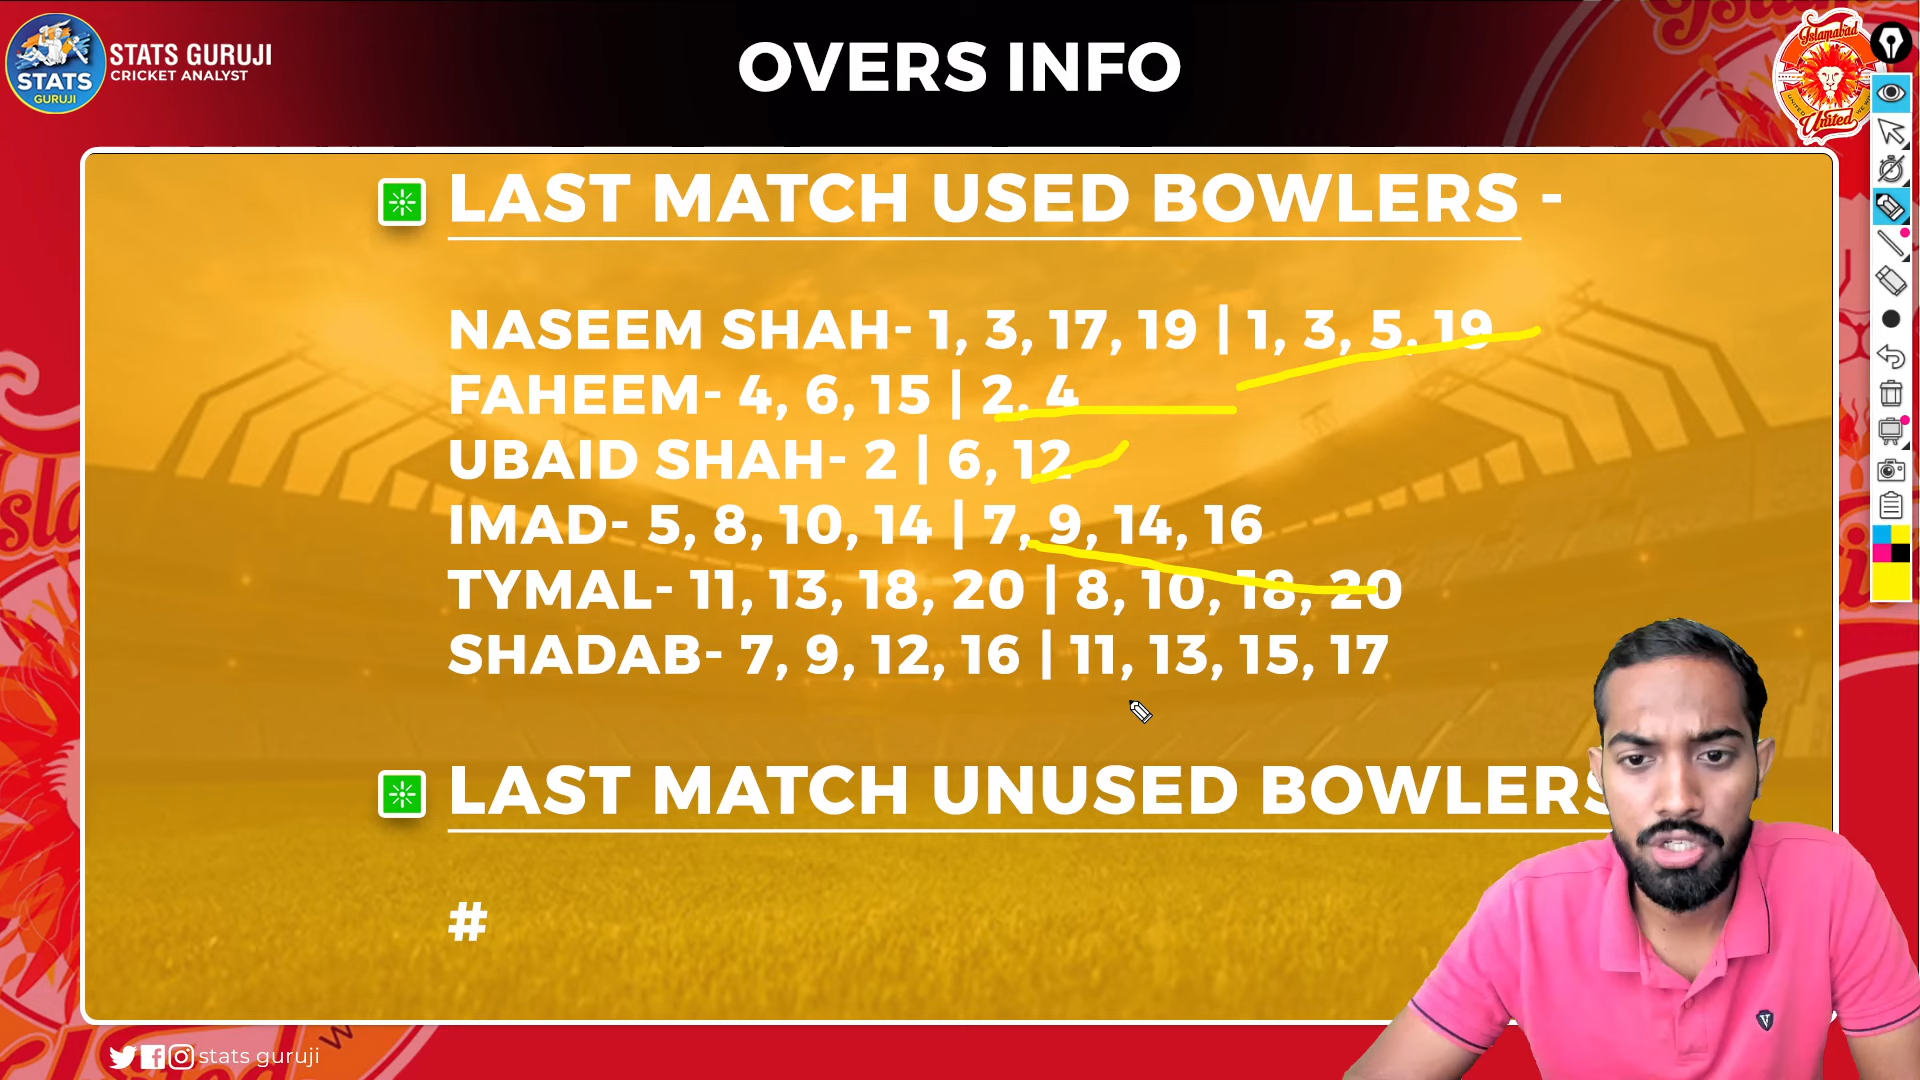 STATS GURUJI
CRICKET ANALYST
STATS
GURUJI
OVERS INFO
Islamabad
United
LAST MATCH USED BOWLERS -
NASEEM SHAH- 1, 3, 17, 19 | 1, 3, 5, 19
FAHEEM- 4, 6, 15 | 2, 4
UBAID SHAH- 2 | 6, 12
IMAD- 5, 8, 10, 14 | 7, 9, 14, 16
TYMAL- 11, 13, 18, 20 | 8, 10, 18, 20
SHADAB- 7, 9, 12, 16 | 11, 13, 15, 17
LAST MATCH UNUSED BOWLERS
#
stats guruji